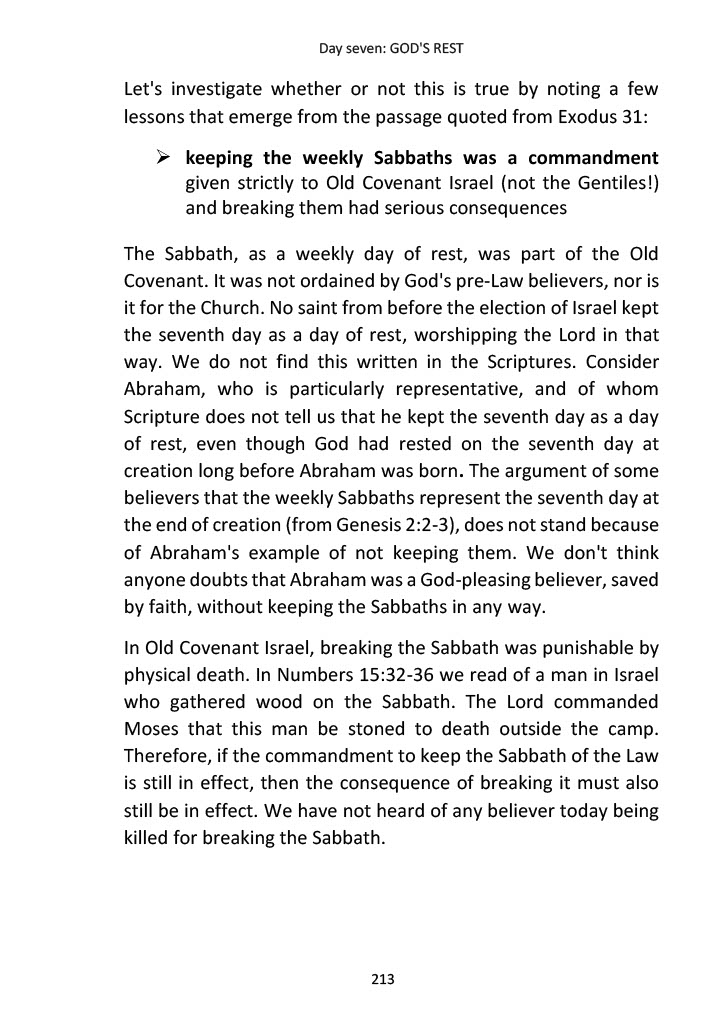 Day seven: GOD'S REST
Let's investigate whether or not this is true by noting a few
lessons that emerge from the passage quoted from Exodus 31:
➢ keeping the weekly Sabbaths was a commandment
given strictly to Old Covenant Israel (not the Gentiles!)
and breaking them had serious consequences
The Sabbath, as a weekly day of rest, was part of the Old
Covenant. It was not ordained by God's pre-Law believers, nor is
it for the Church. No saint from before the election of Israel kept
the seventh day as a day of rest, worshipping the Lord in that
way. We do not find this written in the Scriptures. Consider
Abraham, who is particularly representative, and of whom
Scripture does not tell us that he kept the seventh day as a day
of rest, even though God had rested on the seventh day at
creation long before Abraham was born. The argument of some
believers that the weekly Sabbaths represent the seventh day at
the end of creation (from Genesis 2:2-3), does not stand because
of Abraham's example of not keeping them. We don't think
anyone doubts that Abraham was a God-pleasing believer, saved
by faith, without keeping the Sabbaths in any way.
In Old Covenant Israel, breaking the Sabbath was punishable by
physical death. In Numbers 15:32-36 we read of a man in Israel
who gathered wood on the Sabbath. The Lord commanded
Moses that this man be stoned to death outside the camp.
Therefore, if the commandment to keep the Sabbath of the Law
is still in effect, then the consequence of breaking it must also
still be in effect. We have not heard of any believer today being
killed for breaking the Sabbath.
213